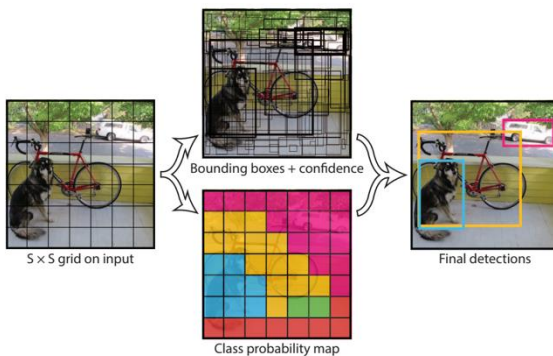 S × S grid on input
Bounding boxes + confidence
Class probability map
Final detections